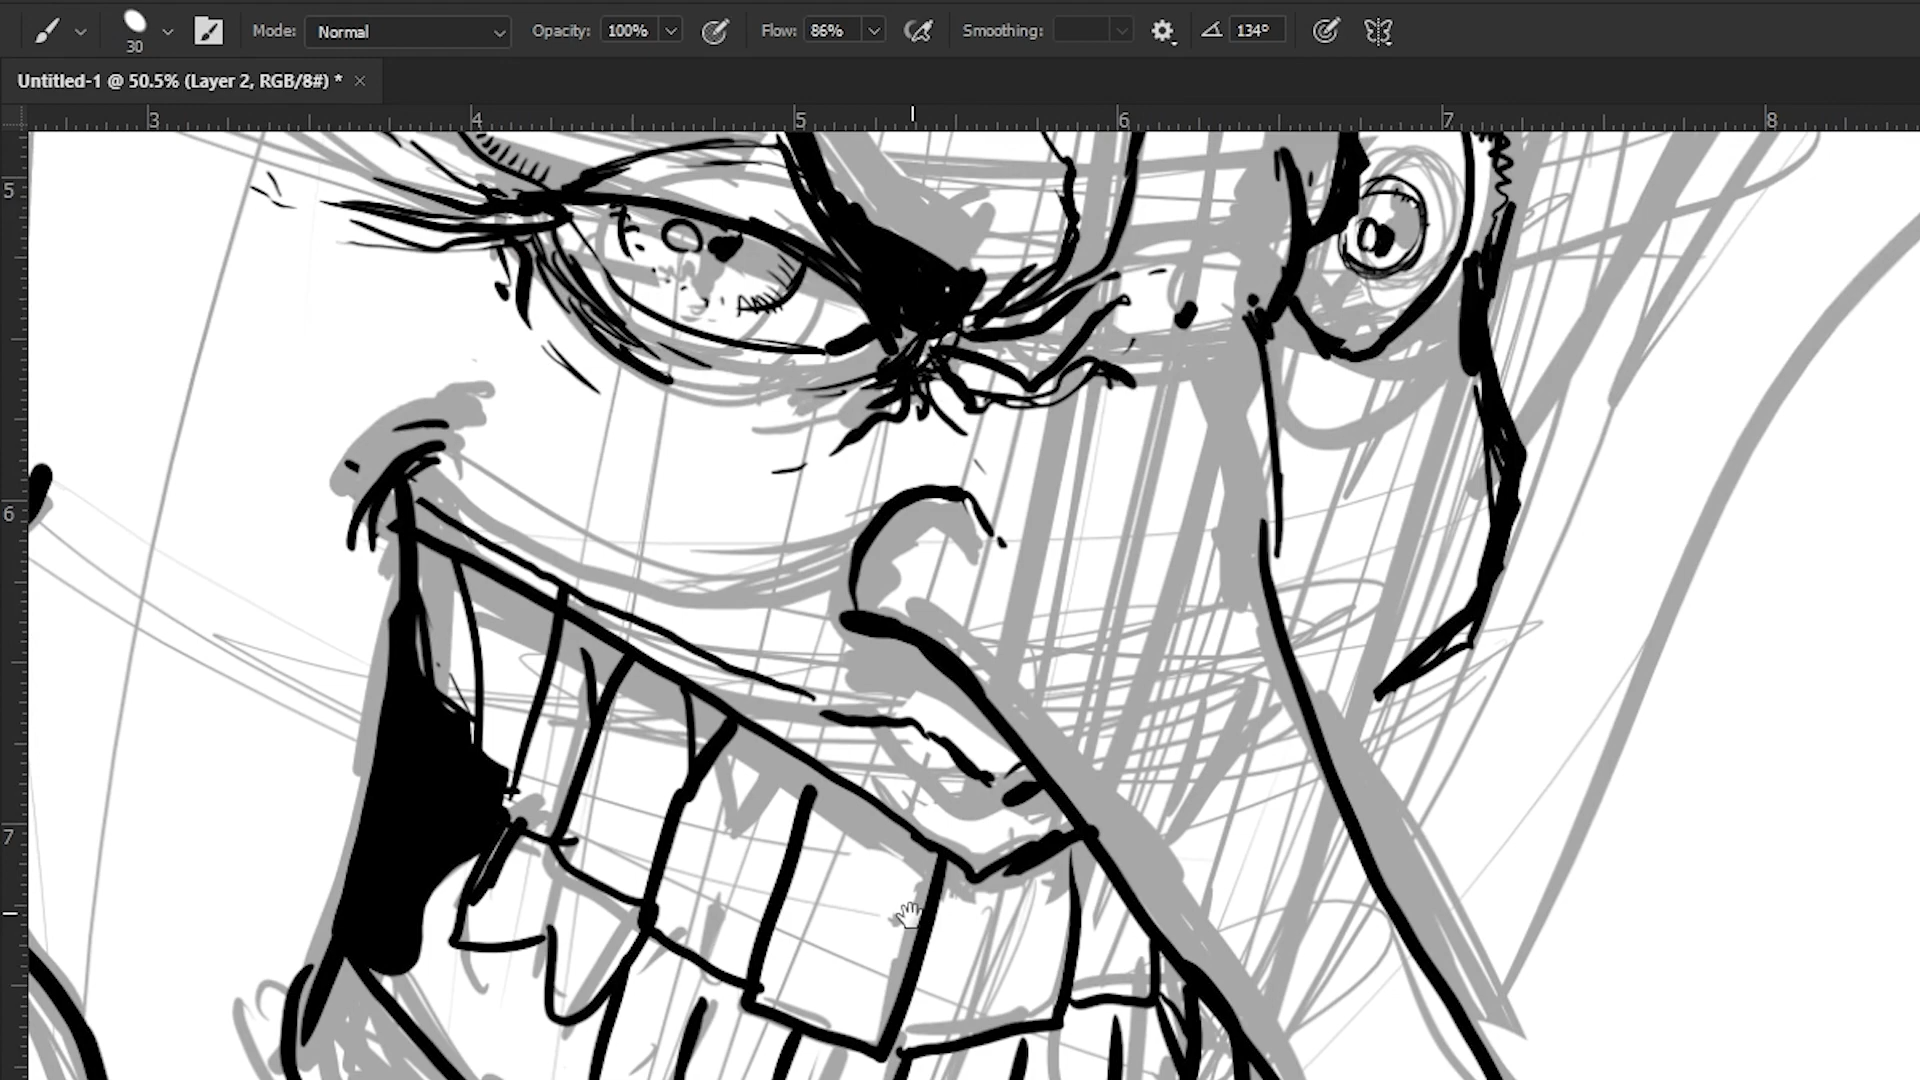 30 Mode: Normal Opacity: 100% Flow: 86% Smoothing: 134°
Untitled-1 @ 50.5% (Layer 2, RGB/8#) * ×
3 4 5 6 7 8
5
6
7